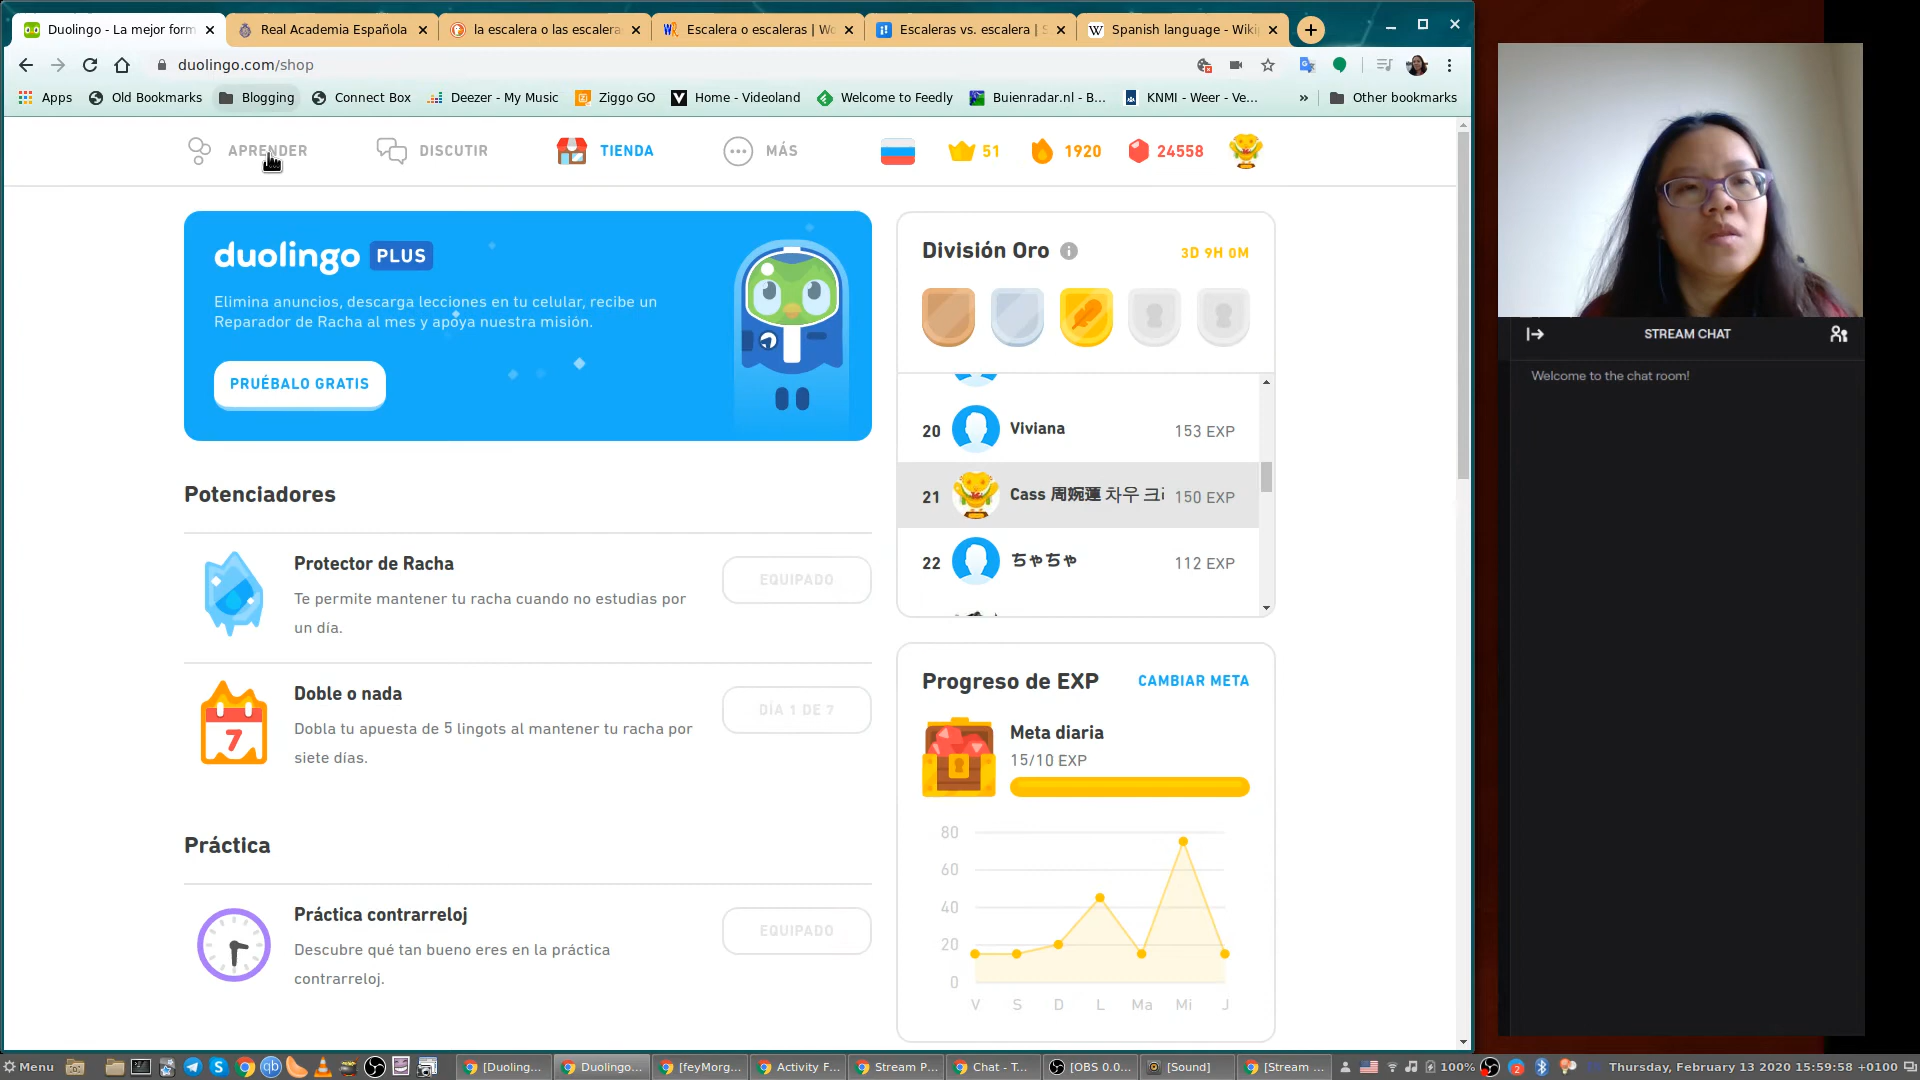 Duolingo - La mejor form
Real Academia Española
la escalera o las escalera
Escalera o escaleras | Wo
Escaleras vs. escalera | S
Spanish language - Wiki
duolingo.com/shop
Apps
Old Bookmarks
Blogging
Connect Box
Deezer - My Music
Ziggo GO
Home - Videoland
Welcome to Feedly
Buienradar.nl - B...
KNMI - Weer - Ve...
»
Other bookmarks
APRENDER
DISCUTIR
TIENDA
MÁS
51
1920
24558
duolingo PLUS
Elimina anuncios, descarga lecciones en tu celular, recibe un
Reparador de Racha al mes y apoya nuestra misión.
PRUÉBALO GRATIS
Potenciadores
Protector de Racha
Te permite mantener tu racha cuando no estudias por
un día.
EQUIPADO
Doble o nada
Dobla tu apuesta de 5 lingots al mantener tu racha por
siete días.
DÍA 1 DE 7
7
Práctica
Práctica contrarreloj
Descubre qué tan bueno eres en la práctica
contrarreloj.
EQUIPADO
División Oro
3D 9H 0M
20 Viviana 153 EXP
21 Cass 周婉蓮 차우 크 150 EXP
22 ちゃちゃ 112 EXP
Progreso de EXP
CAMBIAR META
Meta diaria
15/10 EXP
80
60
40
20
0
V S D L Ma Mi J
STREAM CHAT
Welcome to the chat room!
Menu
[Duoling...
Duolingo...
[feyMorg...
Activity F...
Stream P...
Chat - T...
[OBS 0.0...
[Sound]
[Stream ...
100%
2
Thursday, February 13 2020 15:59:58 +0100